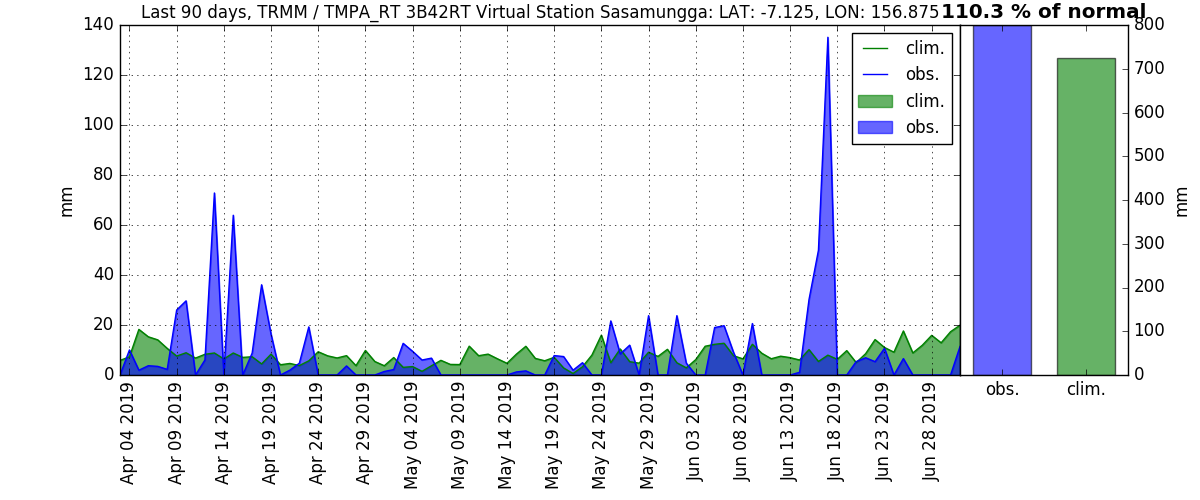 Last 90 days, TRMM / TMPA_RT 3B42RT Virtual Station Sasamungga: LAT: -7.125, LON: 156.875
110.3 % of normal
140
120
100
80
60
40
20
0
mm
clim.
obs.
clim.
obs.
Apr 04 2019
Apr 09 2019
Apr 14 2019
Apr 19 2019
Apr 24 2019
Apr 29 2019
May 04 2019
May 09 2019
May 14 2019
May 19 2019
May 24 2019
May 29 2019
Jun 03 2019
Jun 08 2019
Jun 13 2019
Jun 18 2019
Jun 23 2019
Jun 28 2019
800
700
600
500
400
300
200
100
0
mm
obs.
clim.